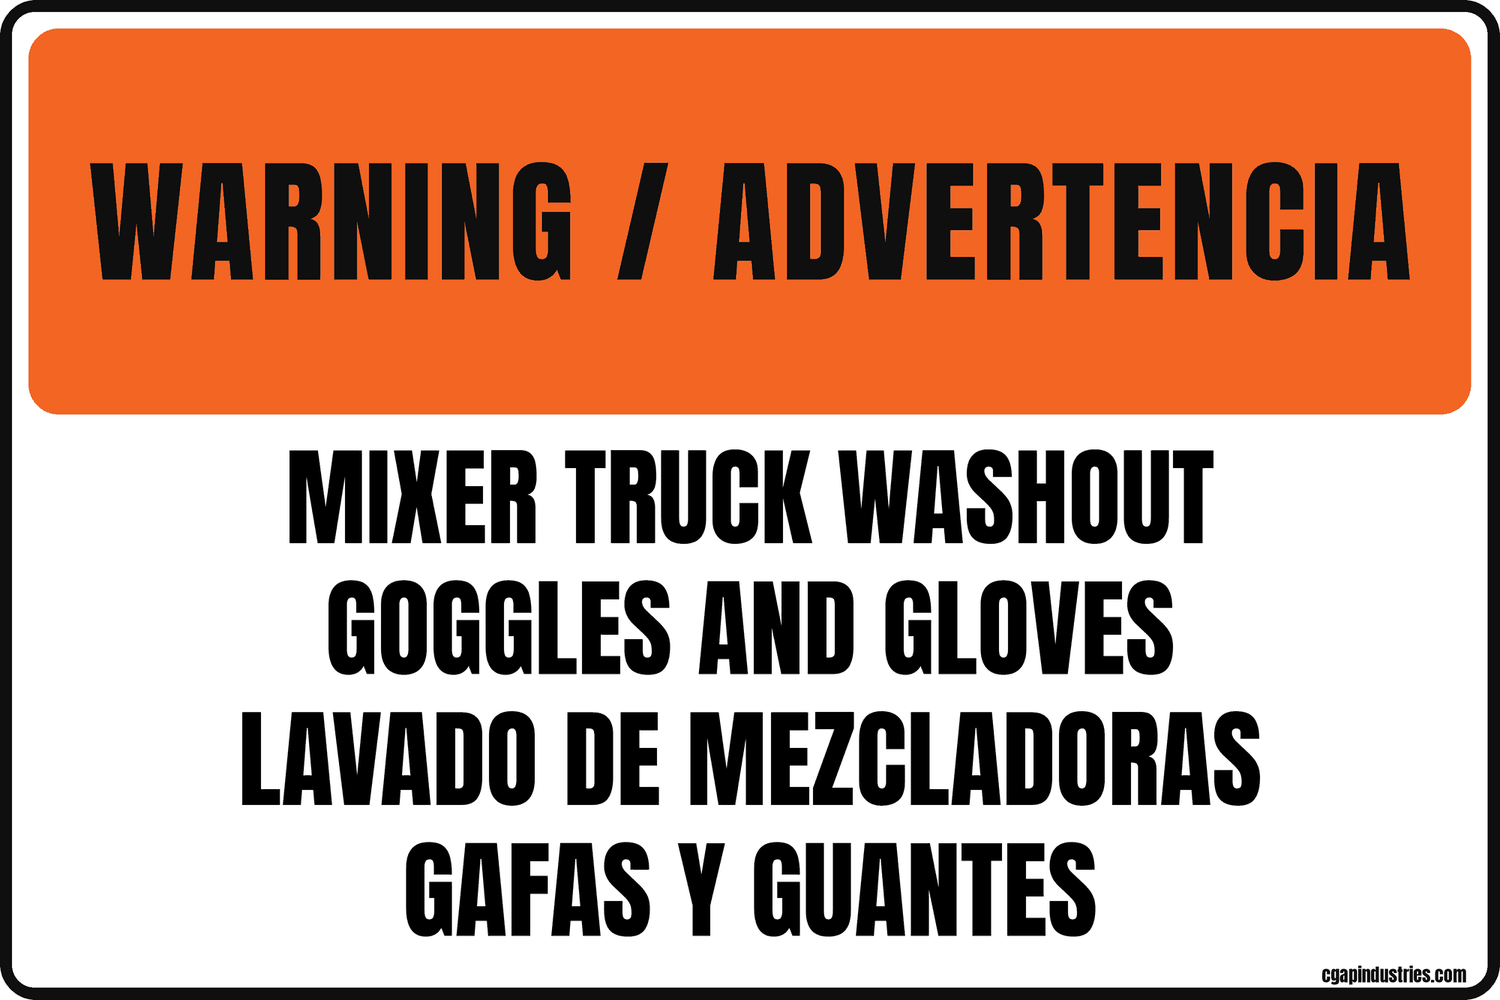 WARNING / ADVERTENCIA
MIXER TRUCK WASHOUT
GOGGLES AND GLOVES
LAVADO DE MEZCLADORAS
GAFAS Y GUANTES
cgapindustries.com